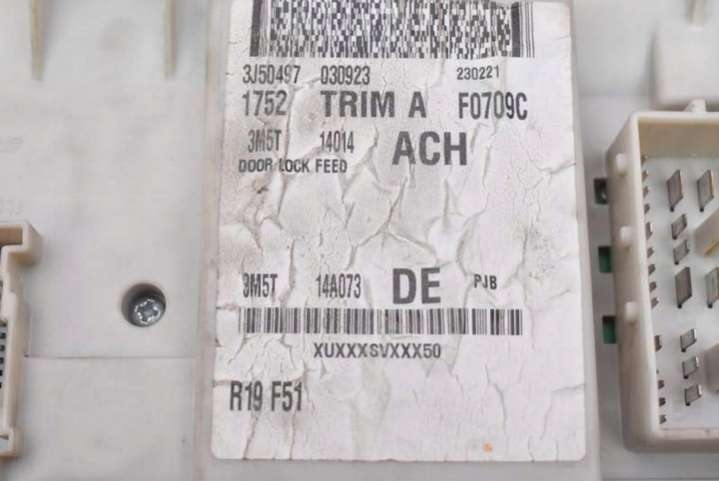 3J50497 030923 230221
1752 TRIM A F0709C
3M5T 14014 ACH
DOOR LOCK FEED
3M5T 14A073 DE PJB
XUXXXSVXXX50
R19 F51